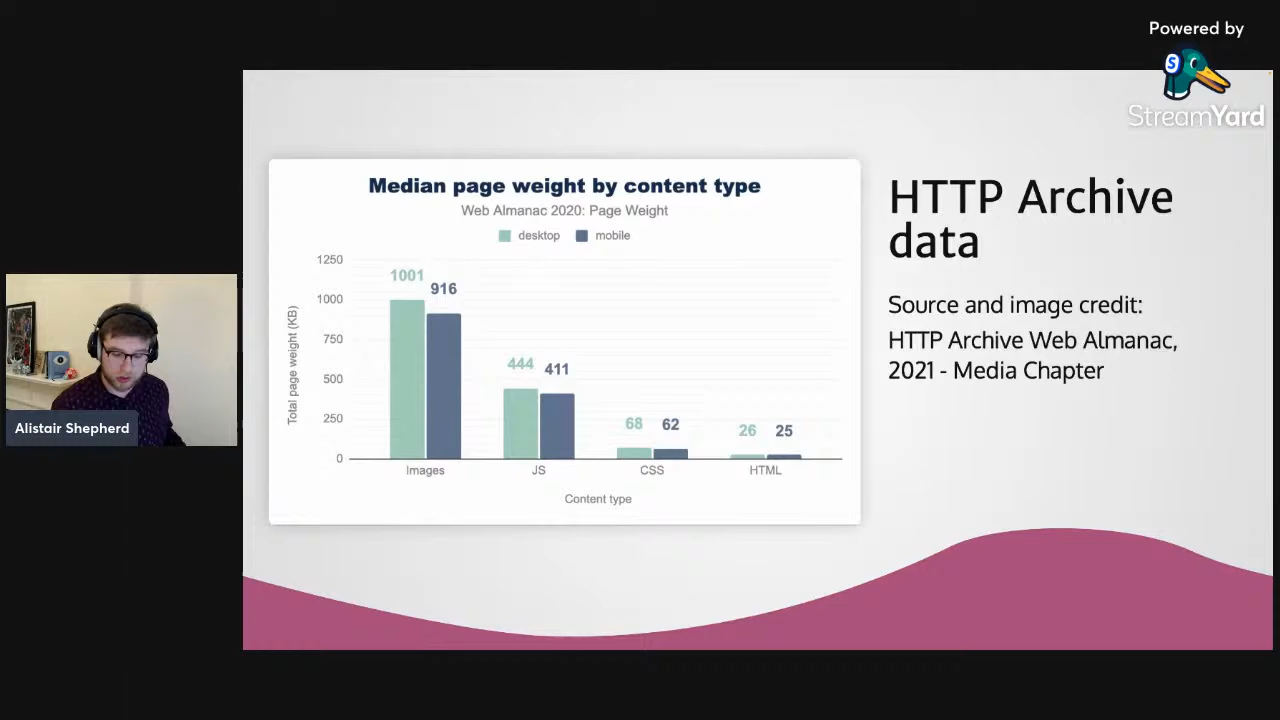 Powered by
StreamYard
Median page weight by content type
Web Almanac 2020: Page Weight
desktop mobile
Total page weight (KB)
1250
1000
750
500
250
0
1001
916
444
411
68
62
26
25
Images
JS
CSS
HTML
Content type
HTTP Archive
data
Source and image credit:
HTTP Archive Web Almanac,
2021 - Media Chapter
Alistair Shepherd